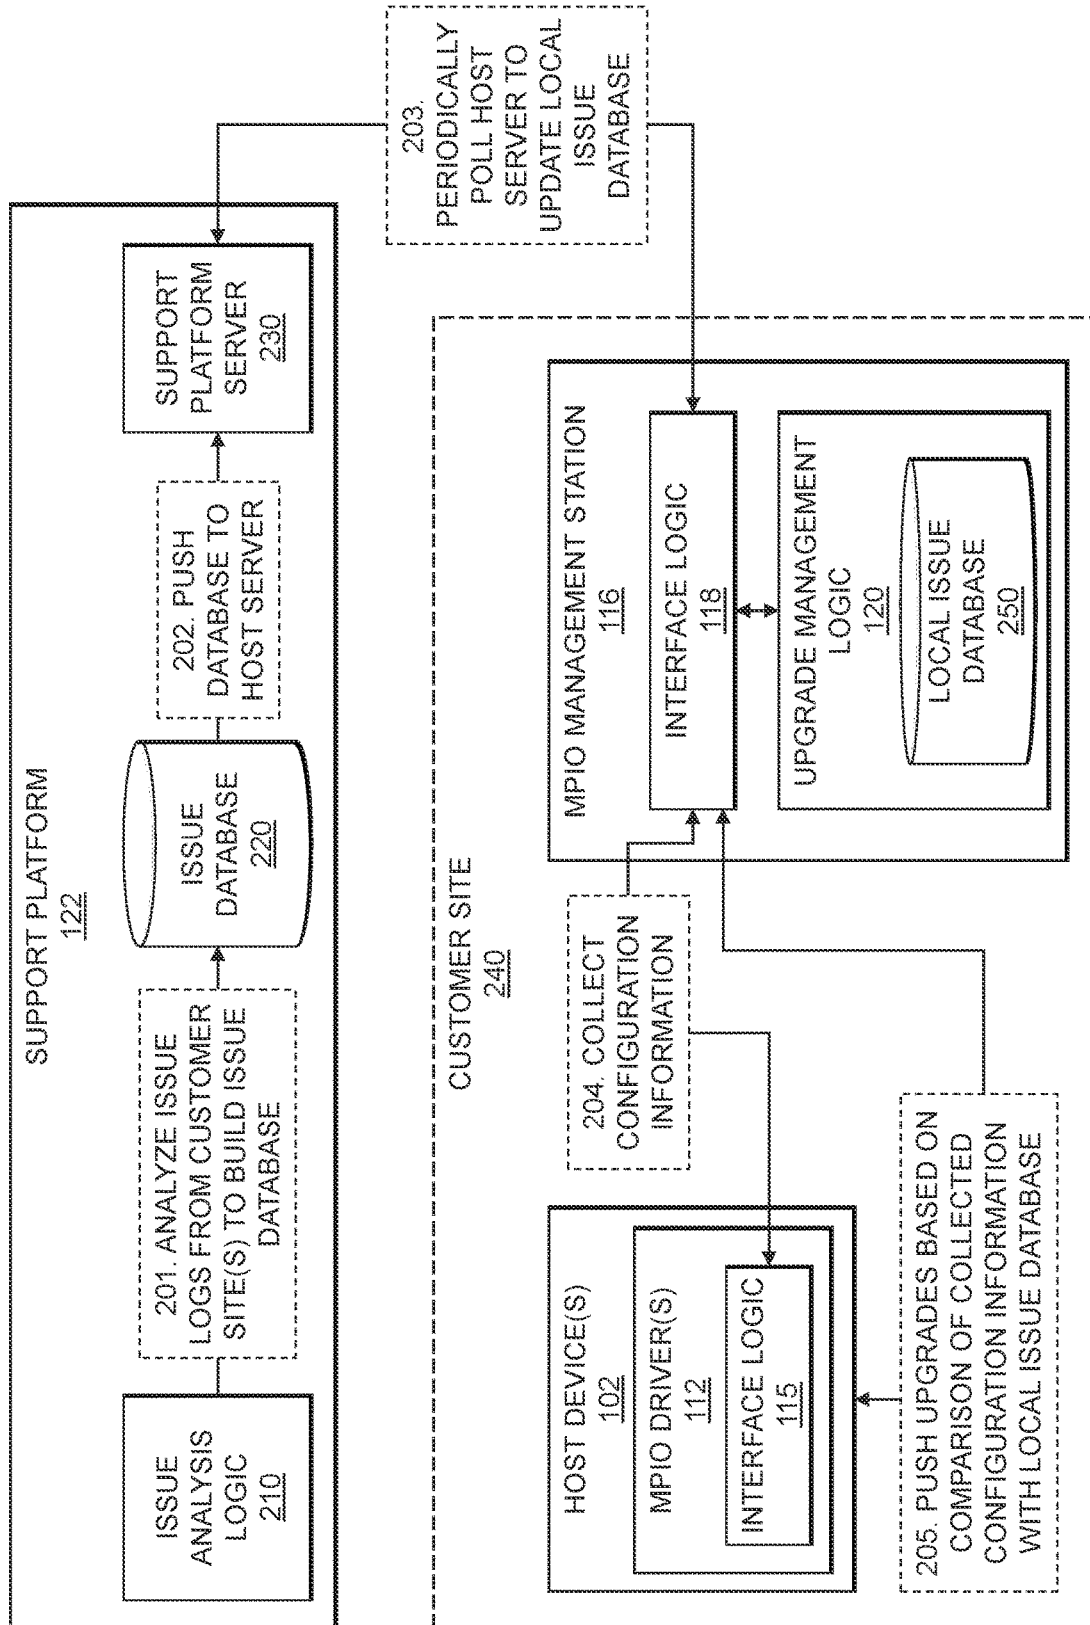 SUPPORT PLATFORM
122
ISSUE
ANALYSIS
LOGIC
210
201. ANALYZE ISSUE
LOGS FROM CUSTOMER
SITE(S) TO BUILD ISSUE
DATABASE
ISSUE
DATABASE
220
202. PUSH
DATABASE TO
HOST SERVER
SUPPORT
PLATFORM
SERVER
230
203.
PERIODICALLY
POLL HOST
SERVER TO
UPDATE LOCAL
ISSUE
DATABASE
CUSTOMER SITE
240
HOST DEVICE(S)
102
MPIO DRIVER(S)
112
INTERFACE LOGIC
115
204. COLLECT
CONFIGURATION
INFORMATION
MPIO MANAGEMENT STATION
116
INTERFACE LOGIC
118
UPGRADE MANAGEMENT
LOGIC
120
LOCAL ISSUE
DATABASE
250
205. PUSH UPGRADES BASED ON
COMPARISON OF COLLECTED
CONFIGURATION INFORMATION
WITH LOCAL ISSUE DATABASE